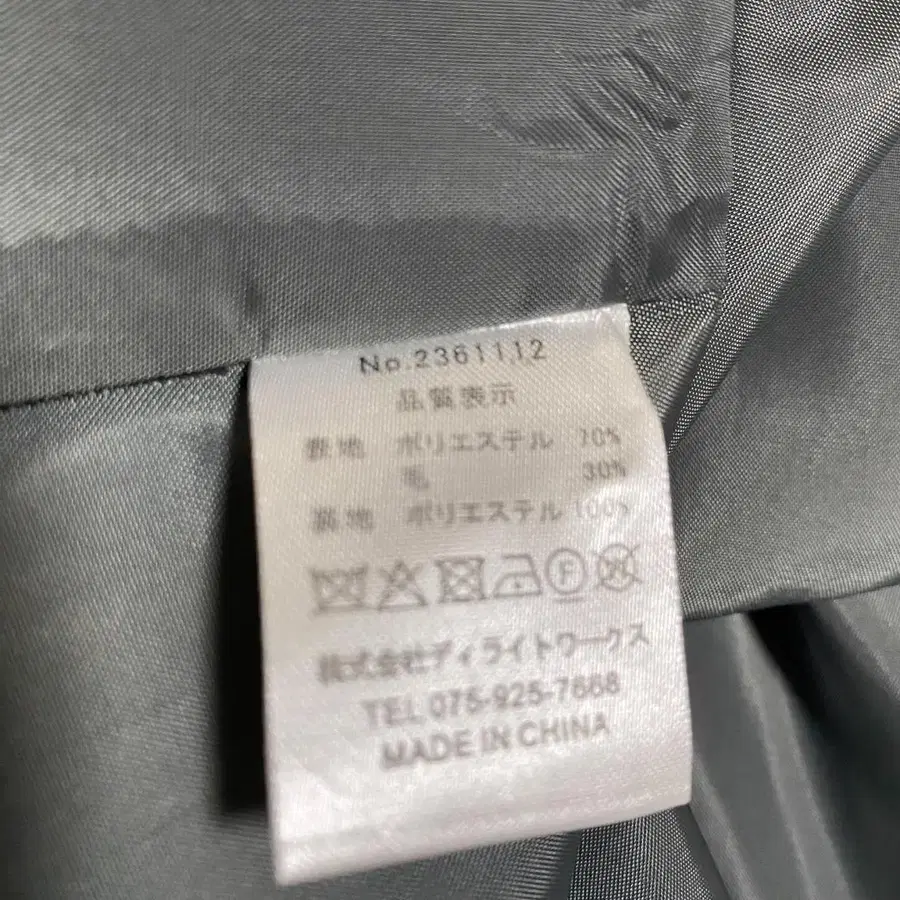 No.2361112
品質表示
表地 ポリエステル 70%
毛 30%
裏地 ポリエステル 100%
F
株式会社ディライトワークス
TEL 075-925-7668
MADE IN CHINA